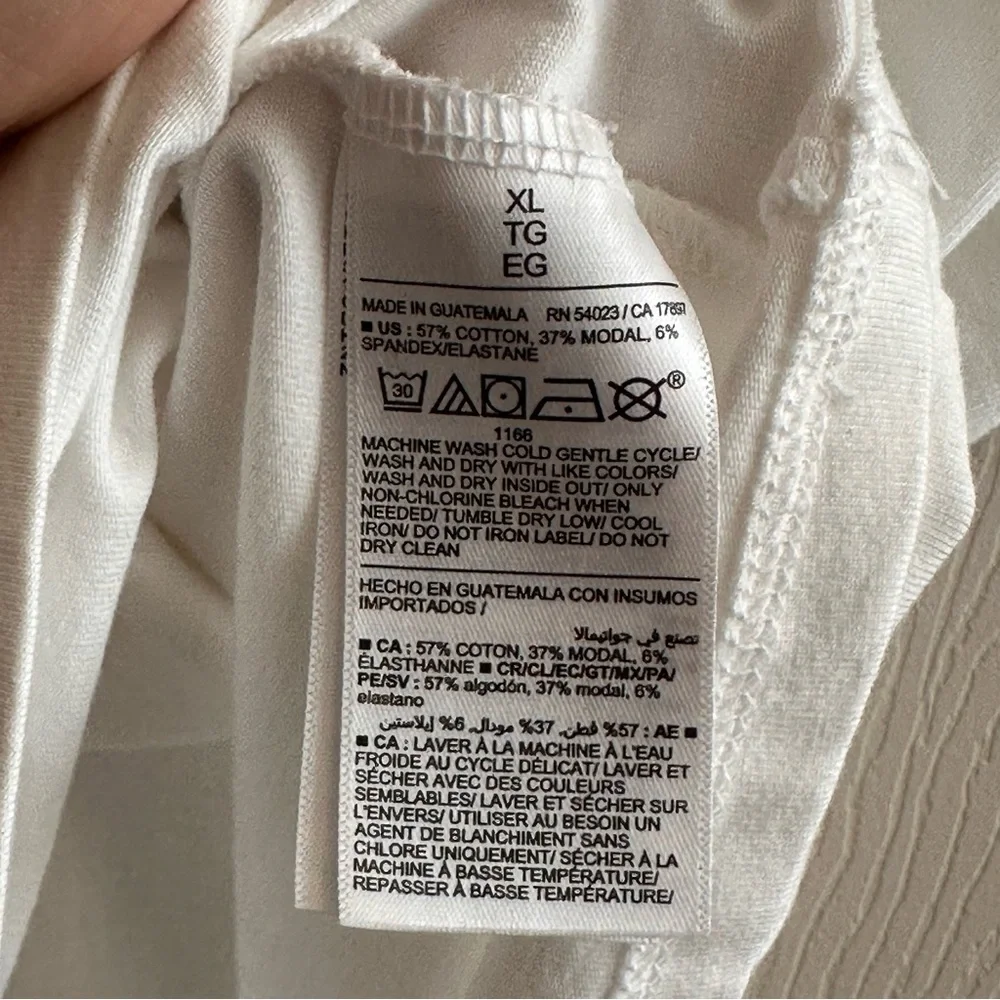 XL
TG
EG
MADE IN GUATEMALA RN 54023 / CA 17897
■ US : 57% COTTON, 37% MODAL, 6%
SPANDEX/ELASTANE
30
®
1166
MACHINE WASH COLD GENTLE CYCLE/
WASH AND DRY WITH LIKE COLORS/
WASH AND DRY INSIDE OUT/ ONLY
NON-CHLORINE BLEACH WHEN
NEEDED/ TUMBLE DRY LOW/ COOL
IRON/ DO NOT IRON LABEL/ DO NOT
DRY CLEAN
HECHO EN GUATEMALA CON INSUMOS
IMPORTADOS /
تصنع في جواتيمالا
■ CA : 57% COTON, 37% MODAL, 6%
ÉLASTHANNE ■ CR/CL/EC/GT/MX/PA/
PE/SV : 57% algodón, 37% modal, 6%
elastano
■ AE : 57% قطن, 37% مودال, 6% إيلاستين
■ CA : LAVER À LA MACHINE À L'EAU
FROIDE AU CYCLE DÉLICAT/ LAVER ET
SÉCHER AVEC DES COULEURS
SEMBLABLES/ LAVER ET SÉCHER SUR
L'ENVERS/ UTILISER AU BESOIN UN
AGENT DE BLANCHIMENT SANS
CHLORE UNIQUEMENT/ SÉCHER À LA
MACHINE À BASSE TEMPÉRATURE/
REPASSER À BASSE TEMPÉRATURE/